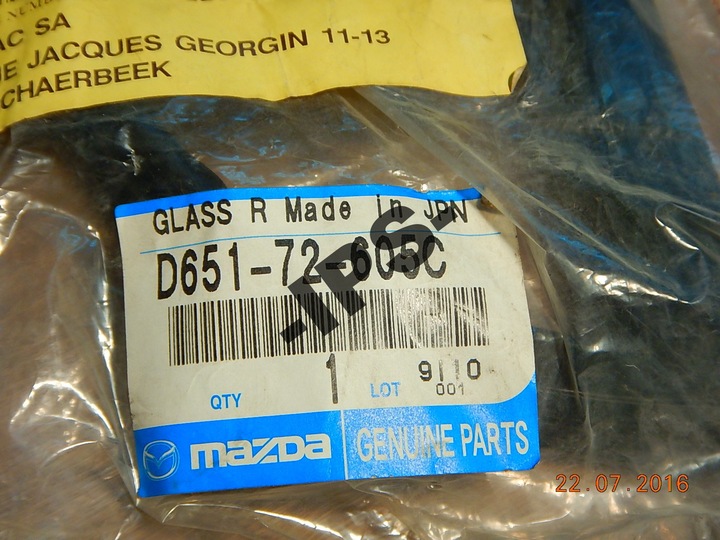 NUMBER
AC SA
JACQUES GEORGIN 11-13
CHAERBEEK
GLASS R Made in JPN
D651-72-605C
-IPS-
QTY 1 LOT 9110
001
mazda GENUINE PARTS
22.07.2016